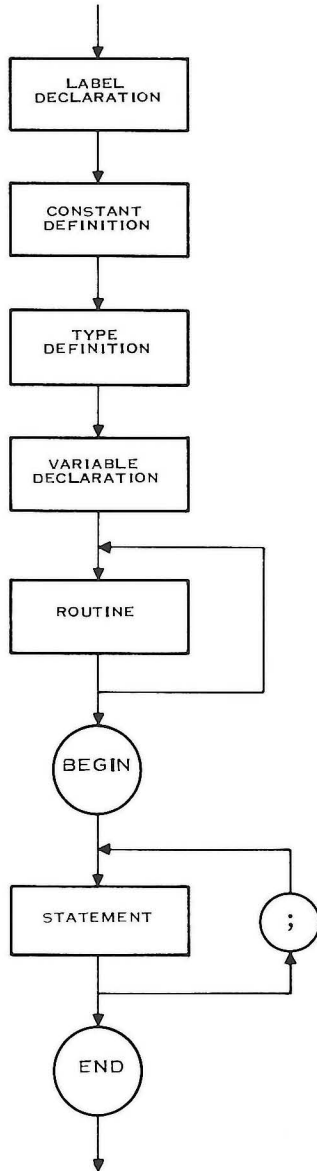 LABEL
DECLARATION
CONSTANT
DEFINITION
TYPE
DEFINITION
VARIABLE
DECLARATION
ROUTINE
BEGIN
STATEMENT
;
END